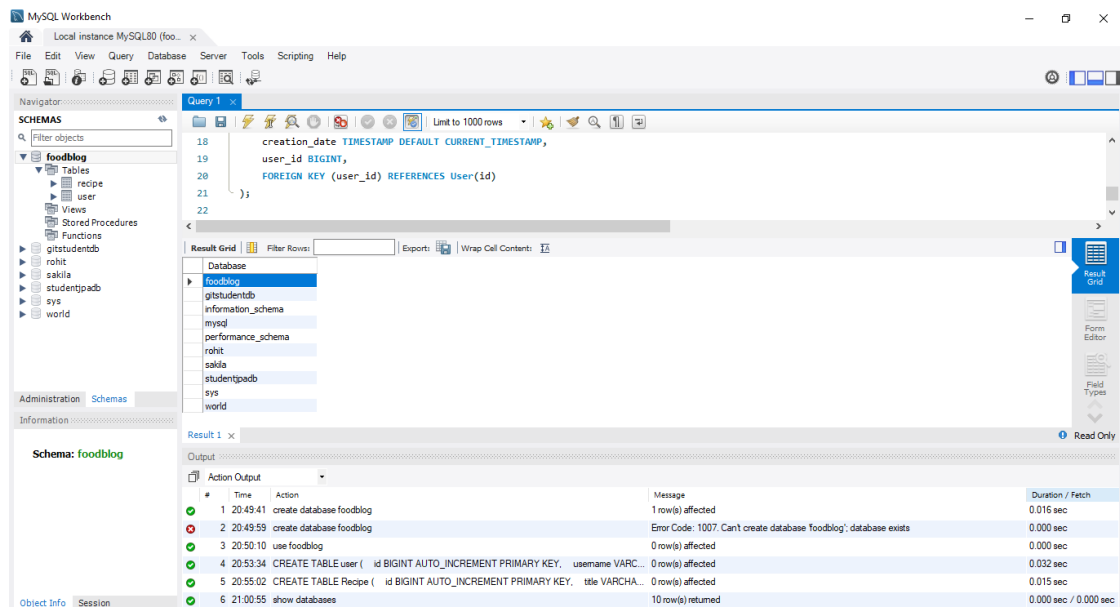 MySQL Workbench
Local instance MySQL80 (foo... ×
File Edit View Query Database Server Tools Scripting Help
Navigator
SCHEMAS
Filter objects
foodblog
Tables
recipe
user
Views
Stored Procedures
Functions
gitstudentdb
rohit
sakila
studentjpadb
sys
world
Administration Schemas
Information
Schema: foodblog
Object Info Session
Query 1 ×
Limit to 1000 rows
18 creation_date TIMESTAMP DEFAULT CURRENT_TIMESTAMP,
19 user_id BIGINT,
20 FOREIGN KEY (user_id) REFERENCES User(id)
21 );
22
Result Grid Filter Rows: Export: Wrap Cell Content:
Database
foodblog
gitstudentdb
information_schema
mysql
performance_schema
rohit
sakila
studentjpadb
sys
world
Result Grid
Form Editor
Field Types
Result 1 ×
Read Only
Output
Action Output
# Time Action Message Duration / Fetch
1 20:49:41 create database foodblog 1 row(s) affected 0.016 sec
2 20:49:59 create database foodblog Error Code: 1007. Can't create database 'foodblog'; database exists 0.000 sec
3 20:50:10 use foodblog 0 row(s) affected 0.000 sec
4 20:53:34 CREATE TABLE user ( id BIGINT AUTO_INCREMENT PRIMARY KEY, username VARC... 0 row(s) affected 0.032 sec
5 20:55:02 CREATE TABLE Recipe ( id BIGINT AUTO_INCREMENT PRIMARY KEY, title VARCHA... 0 row(s) affected 0.015 sec
6 21:00:55 show databases 10 row(s) returned 0.000 sec / 0.000 sec